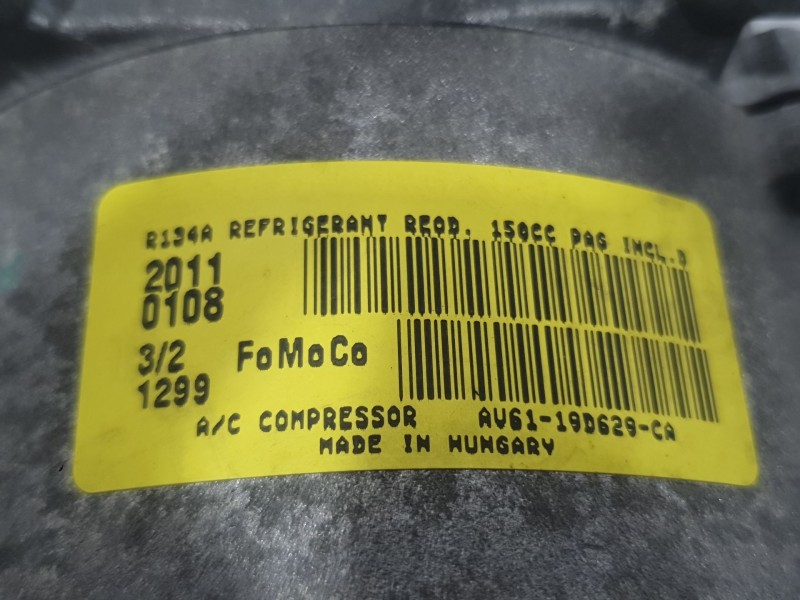 R134A REFRIGERANT REQD. 150CC PAG INCL.D
2011
0108
3/2
1299
FoMoCo
A/C COMPRESSOR AV61-19D629-CA
MADE IN HUNGARY